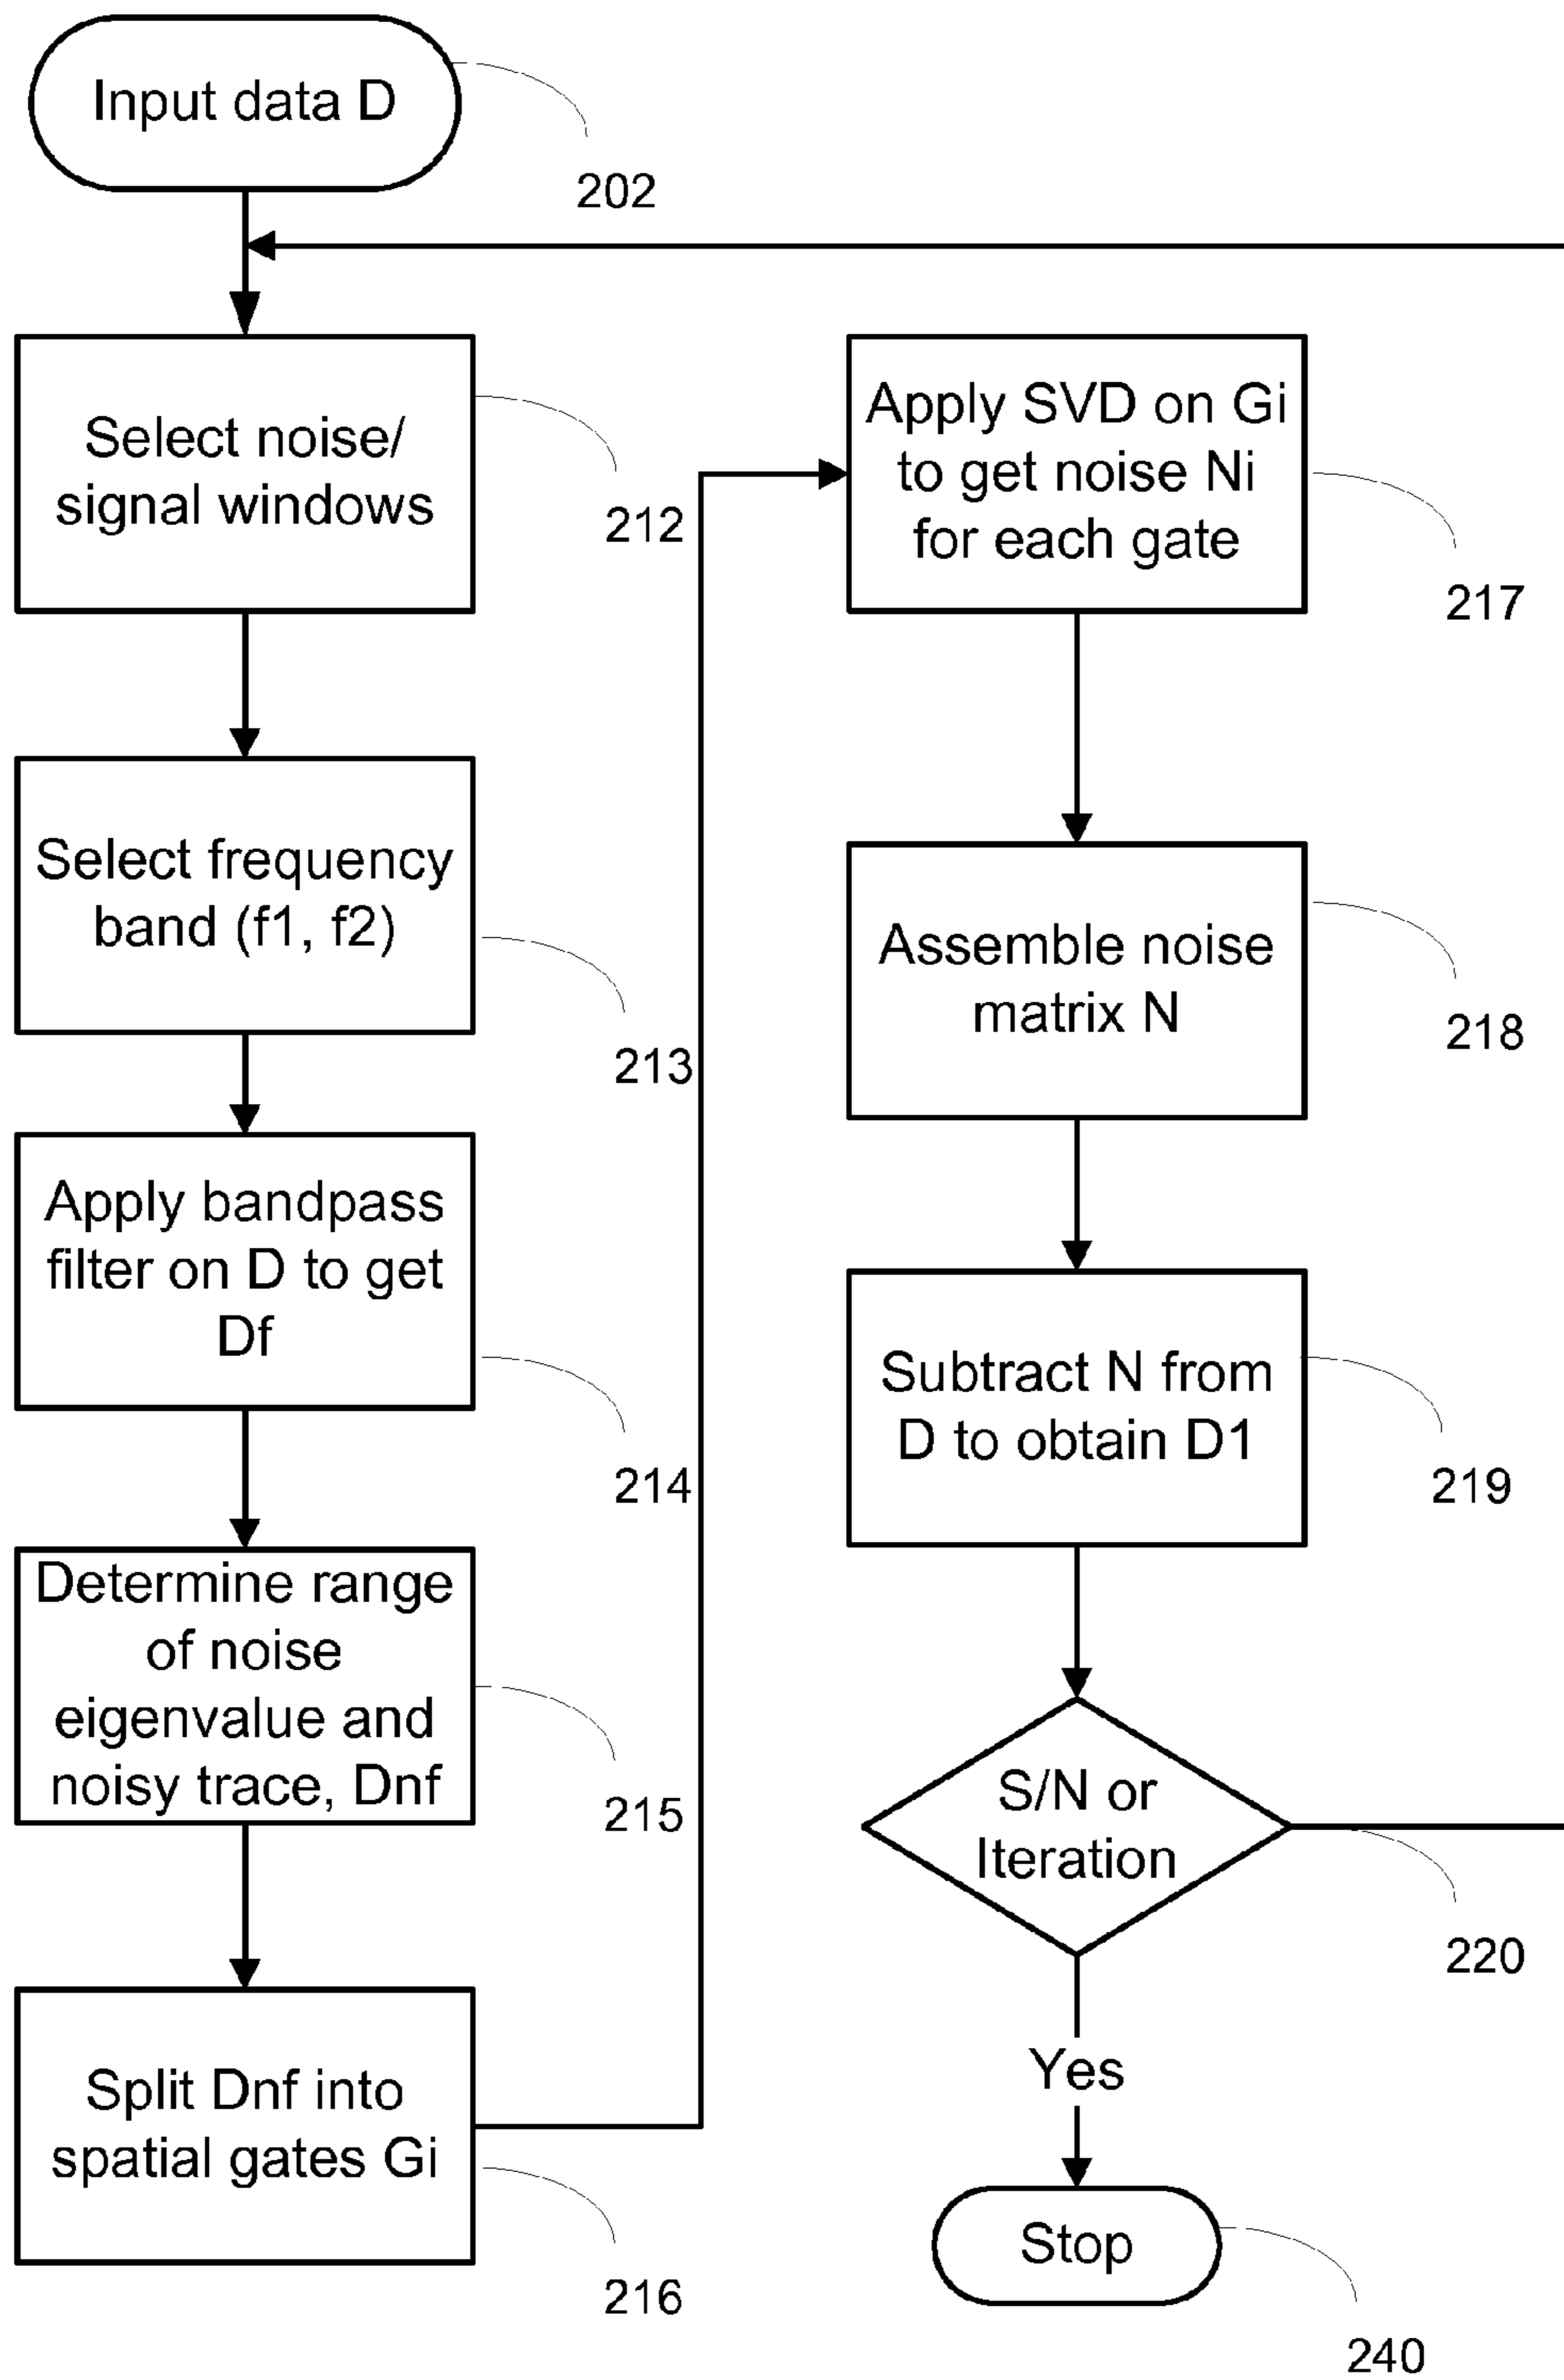 Input data D
202
Select noise/
signal windows
212
Select frequency
band (f1, f2)
213
Apply bandpass
filter on D to get
Df
214
Determine range
of noise
eigenvalue and
noisy trace, Dnf
215
Split Dnf into
spatial gates Gi
216
Apply SVD on Gi
to get noise Ni
for each gate
217
Assemble noise
matrix N
218
Subtract N from
D to obtain D1
219
S/N or
Iteration
220
Yes
Stop
240